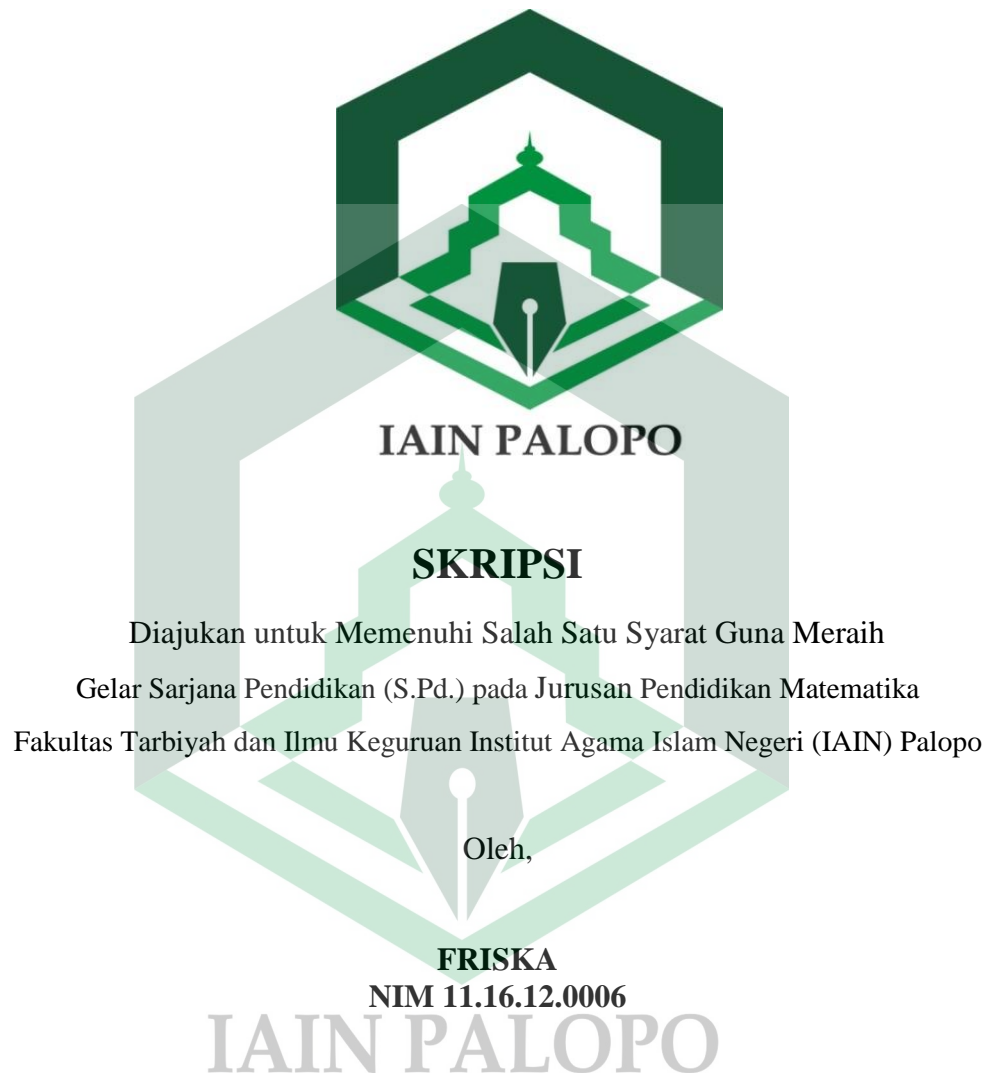 IAIN PALOPO
SKRIPSI
Diajukan untuk Memenuhi Salah Satu Syarat Guna Meraih
Gelar Sarjana Pendidikan (S.Pd.) pada Jurusan Pendidikan Matematika
Fakultas Tarbiyah dan Ilmu Keguruan Institut Agama Islam Negeri (IAIN) Palopo
Oleh,
FRISKA
NIM 11.16.12.0006
IAIN PALOPO